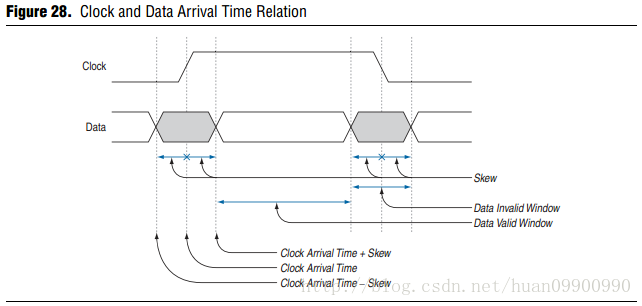 Figure 28. Clock and Data Arrival Time Relation
Clock
Data
Skew
Data Invalid Window
Data Valid Window
Clock Arrival Time + Skew
Clock Arrival Time
Clock Arrival Time – Skew
http://blog.csdn.net/huan09900990